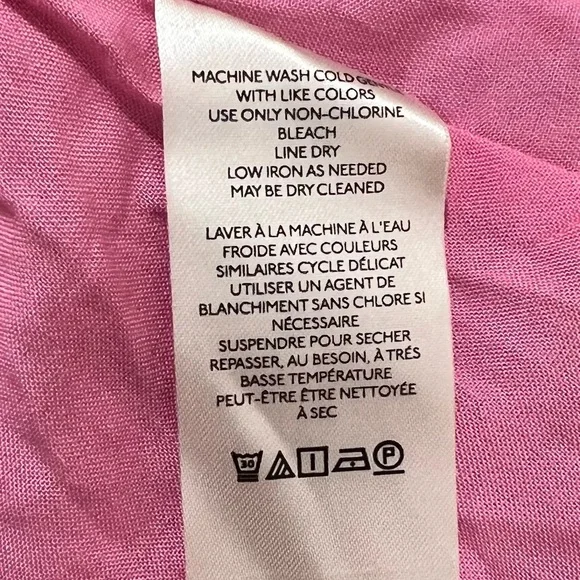 MACHINE WASH COLD
WITH LIKE COLORS
USE ONLY NON-CHLORINE
BLEACH
LINE DRY
LOW IRON AS NEEDED
MAY BE DRY CLEANED
LAVER À LA MACHINE À L'EAU
FROIDE AVEC COULEURS
SIMILAIRES CYCLE DÉLICAT
UTILISER UN AGENT DE
BLANCHIMENT SANS CHLORE SI
NÉCESSAIRE
SUSPENDRE POUR SECHER
REPASSER, AU BESOIN, À TRÉS
BASSE TEMPÉRATURE
PEUT-ÊTRE ÊTRE NETTOYÉE
À SEC
30 P